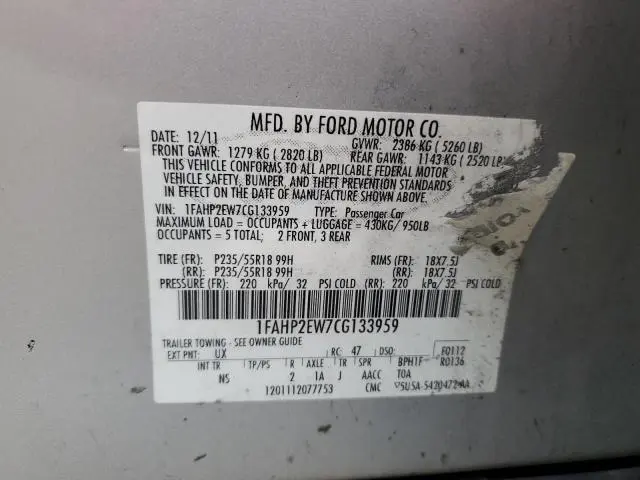 MFD. BY FORD MOTOR CO.
DATE: 12/11 GVWR: 2386 KG ( 5260 LB)
FRONT GAWR: 1279 KG ( 2820 LB) REAR GAWR: 1143 KG ( 2520 LB)
THIS VEHICLE CONFORMS TO ALL APPLICABLE FEDERAL MOTOR
VEHICLE SAFETY, BUMPER, AND THEFT PREVENTION STANDARDS
IN EFFECT ON THE DATE OF MANUFACTURE SHOWN ABOVE.
VIN: 1FAHP2EW7CG133959 TYPE: Passenger Car
MAXIMUM LOAD = OCCUPANTS + LUGGAGE = 430KG/ 950LB
OCCUPANTS = 5 TOTAL; 2 FRONT, 3 REAR
TIRE (FR): P235/55R18 99H RIMS (FR): 18X7.5J
(RR): P235/55R18 99H (RR): 18X7.5J
PRESSURE (FR): 220 kPa/ 32 PSI COLD (RR): 220 kPa/ 32 PSI COLD
1FAHP2EW7CG133959
TRAILER TOWING - SEE OWNER GUIDE
EXT PNT: UX RC: 47 DSO: F0112
INT TR TP/PS R AXLE TR SPR BPH1F R0136
NS 2 1A J AACC TOA
1201112077753 CMC 5U5A-5420472-AA